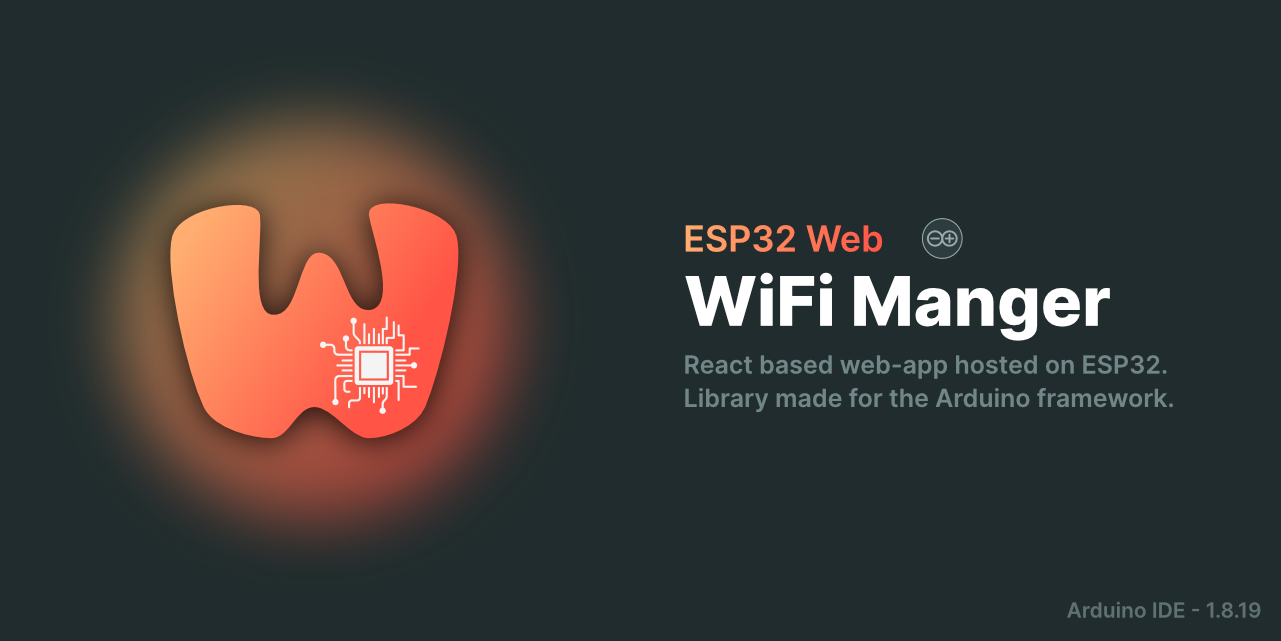 ESP32 Web
WiFi Manger
React based web-app hosted on ESP32.
Library made for the Arduino framework.
Arduino IDE - 1.8.19